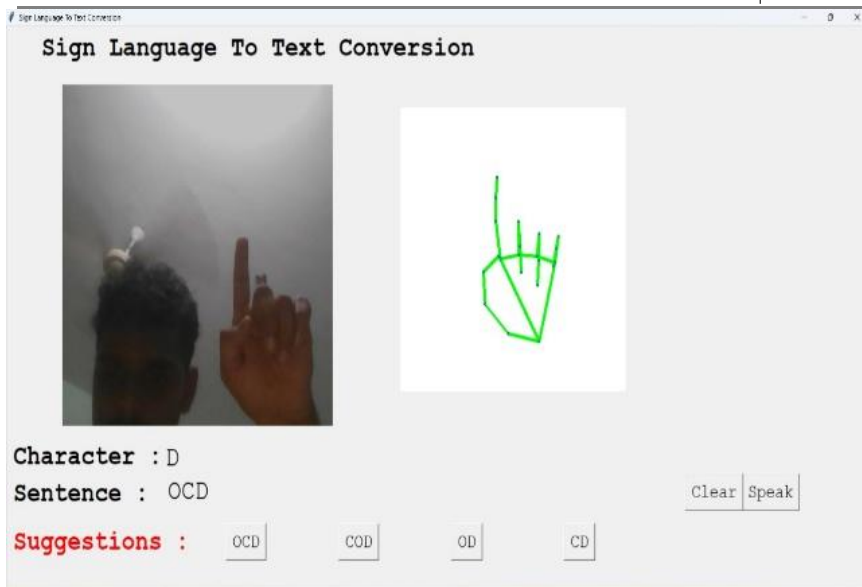 Sign Language To Text Conversion
Sign Language To Text Conversion
Character : D
Sentence : OCD
Clear Speak
Suggestions : OCD COD OD CD